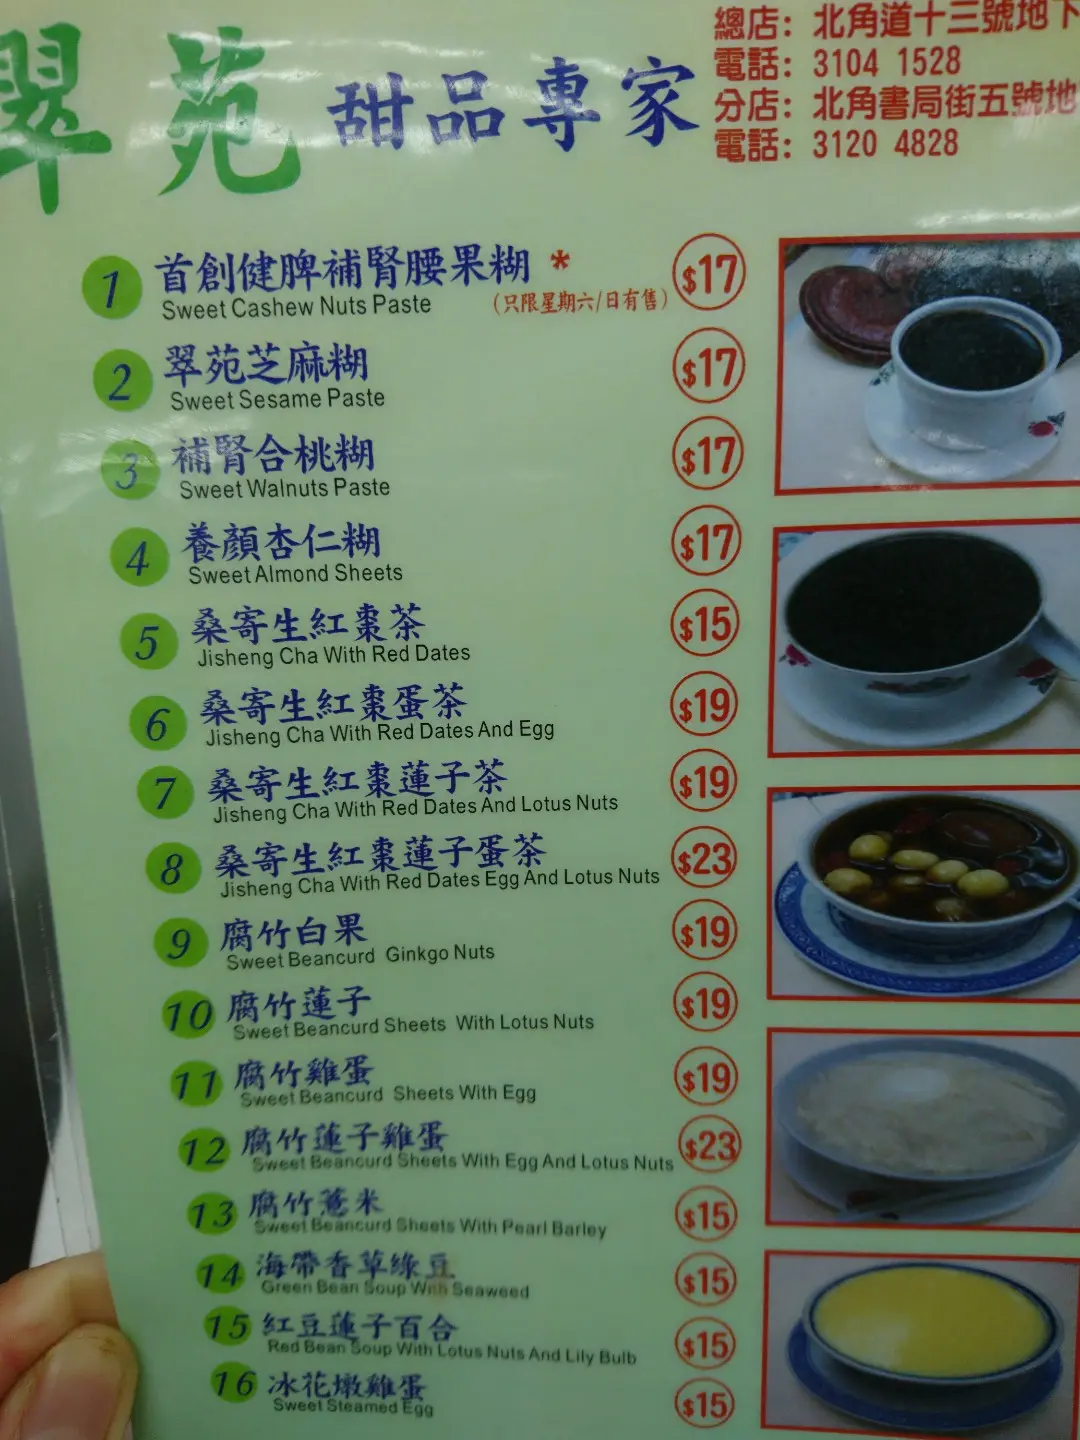 翠苑 甜品專家
總店: 北角道十三號地下
電話: 3104 1528
分店: 北角書局街五號地
電話: 3120 4828
1 首創健脾補腎腰果糊 * $17
Sweet Cashew Nuts Paste (只限星期六/日有售)
2 翠苑芝麻糊 $17
Sweet Sesame Paste
3 補腎合桃糊 $17
Sweet Walnuts Paste
4 養顏杏仁糊 $17
Sweet Almond Sheets
5 桑寄生紅棗茶 $15
Jisheng Cha With Red Dates
6 桑寄生紅棗蛋茶 $19
Jisheng Cha With Red Dates And Egg
7 桑寄生紅棗蓮子茶 $19
Jisheng Cha With Red Dates And Lotus Nuts
8 桑寄生紅棗蓮子蛋茶 $23
Jisheng Cha With Red Dates Egg And Lotus Nuts
9 腐竹白果 $19
Sweet Beancurd Ginkgo Nuts
10 腐竹蓮子 $19
Sweet Beancurd Sheets With Lotus Nuts
11 腐竹雞蛋 $19
Sweet Beancurd Sheets With Egg
12 腐竹蓮子雞蛋 $23
Sweet Beancurd Sheets With Egg And Lotus Nuts
13 腐竹薏米 $15
Sweet Beancurd Sheets With Pearl Barley
14 海帶香草綠豆 $15
Green Bean Soup With Seaweed
15 紅豆蓮子百合 $15
Red Bean Soup With Lotus Nuts And Lily Bulb
16 冰花燉雞蛋 $15
Sweet Steamed Egg